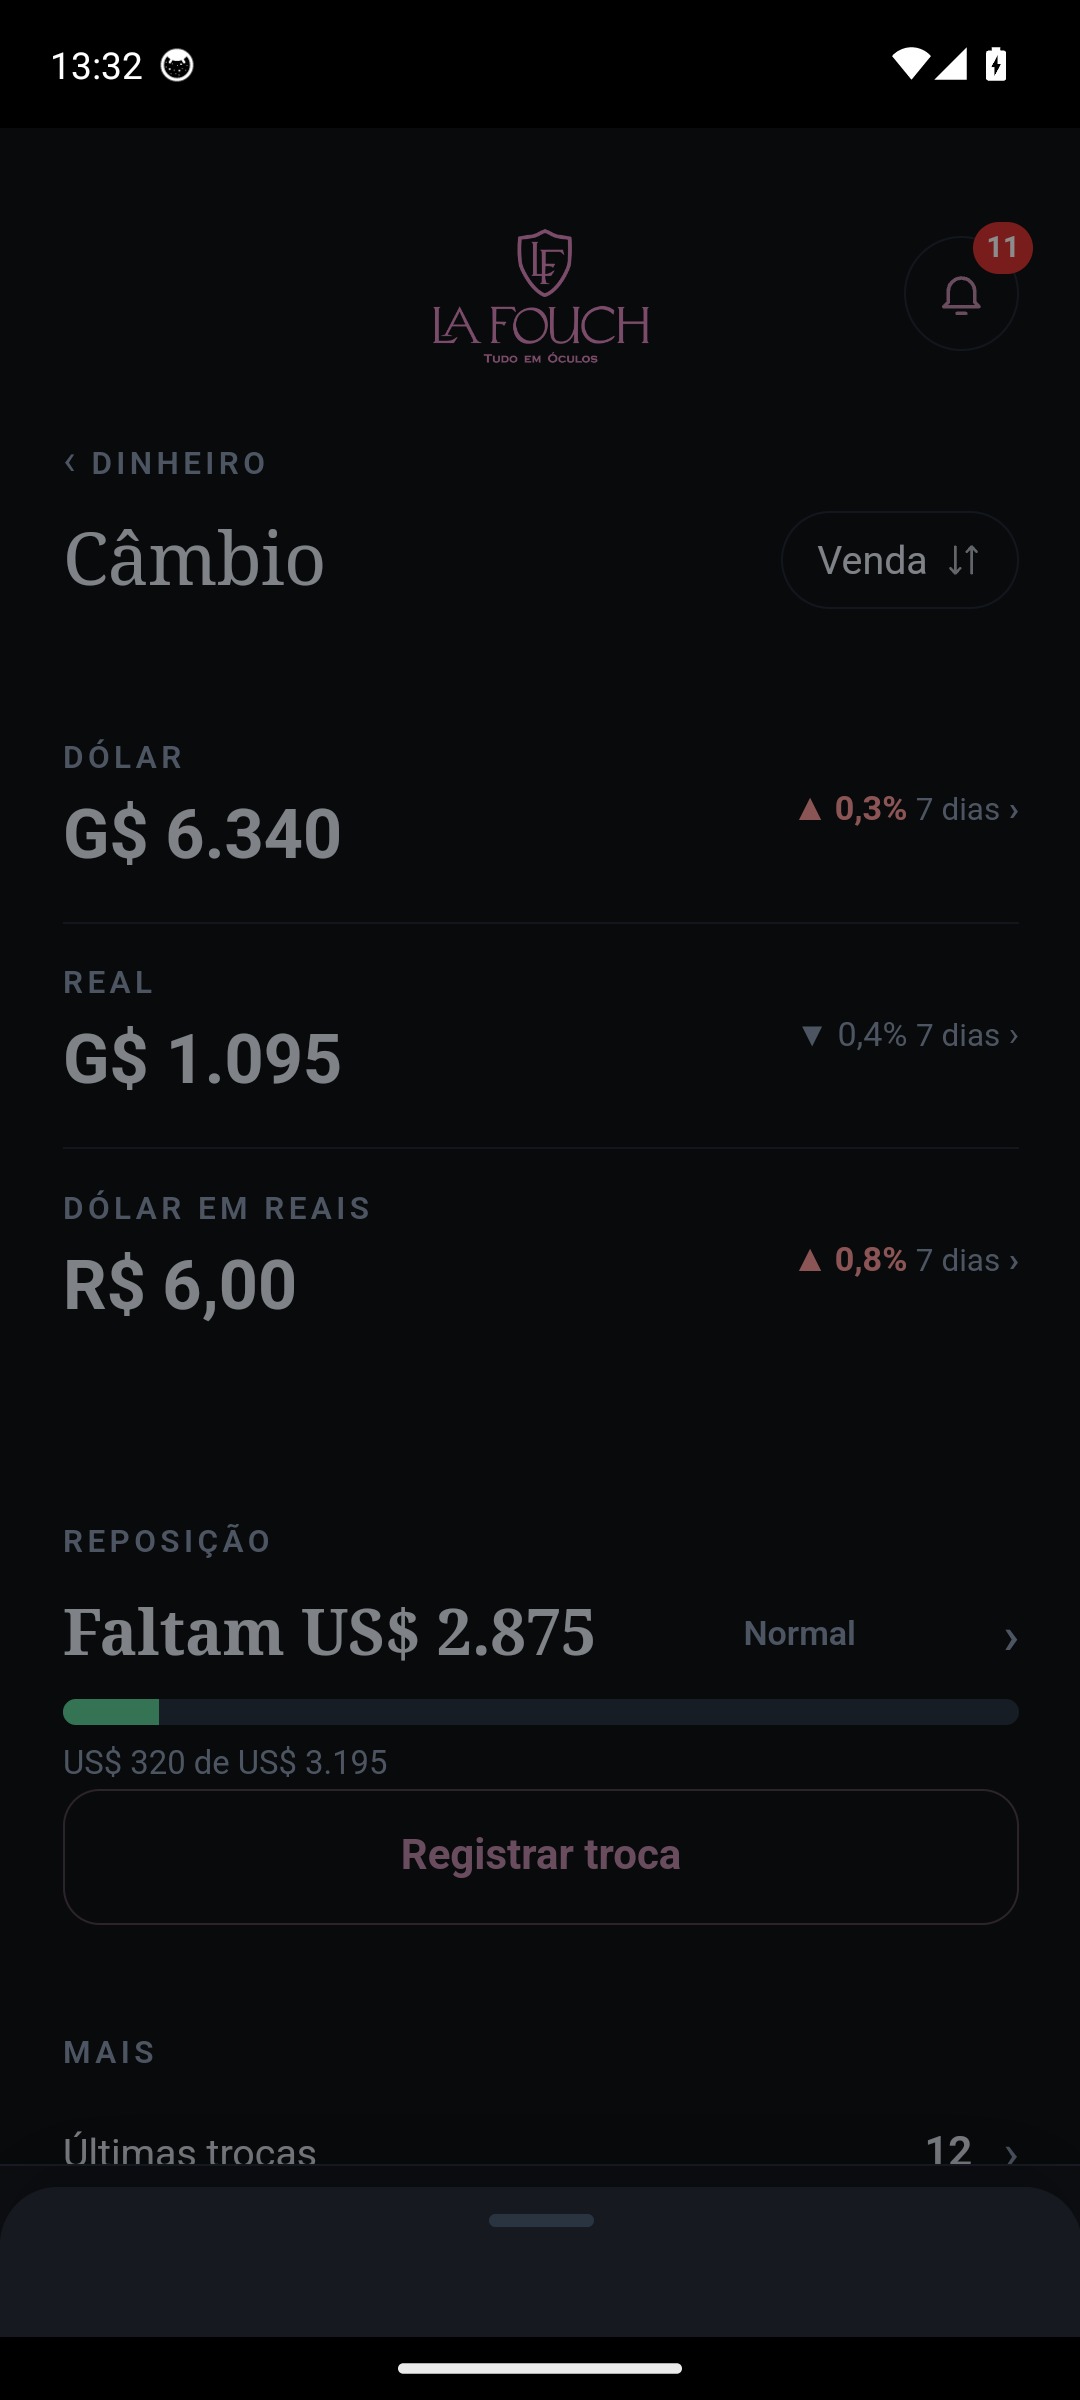 13:32
11
LF
LA FOUCH
TUDO EM ÓCULOS
‹ DINHEIRO
Câmbio
Venda ↓↑
DÓLAR
G$ 6.340
▲ 0,3% 7 dias ›
REAL
G$ 1.095
▼ 0,4% 7 dias ›
DÓLAR EM REAIS
R$ 6,00
▲ 0,8% 7 dias ›
REPOSIÇÃO
Faltam US$ 2.875
Normal ›
US$ 320 de US$ 3.195
Registrar troca
MAIS
Últimas trocas
12 ›